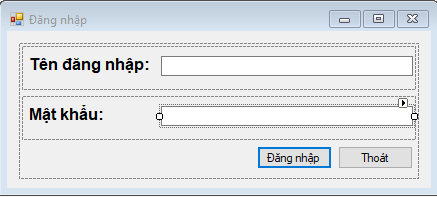 Đăng nhập
Tên đăng nhập:
Mật khẩu:
Đăng nhập Thoát